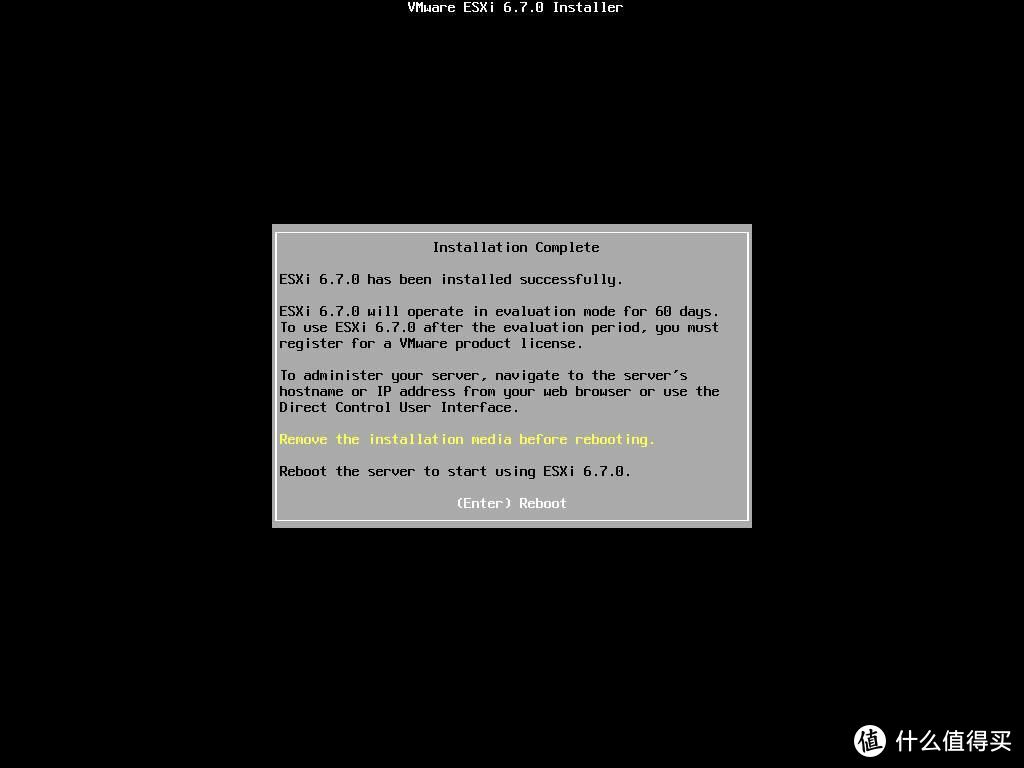 VMware ESXi 6.7.0 Installer
Installation Complete
ESXi 6.7.0 has been installed successfully.
ESXi 6.7.0 will operate in evaluation mode for 60 days.
To use ESXi 6.7.0 after the evaluation period, you must
register for a VMware product license.
To administer your server, navigate to the server's
hostname or IP address from your web browser or use the
Direct Control User Interface.
Remove the installation media before rebooting.
Reboot the server to start using ESXi 6.7.0.
(Enter) Reboot
值 什么值得买